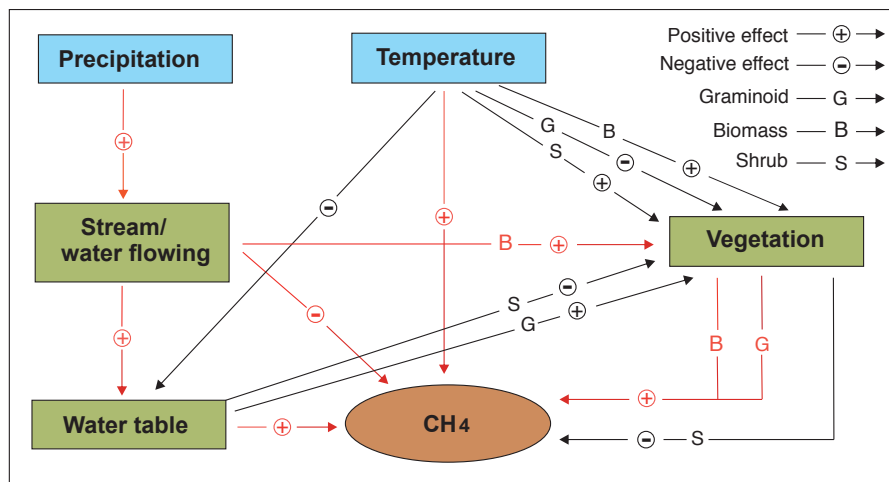 Precipitation
Temperature
Positive effect +
Negative effect -
Graminoid G
Biomass B
Shrub S
+
G
B
S
-
+
+
-
+
Stream/
water flowing
Vegetation
B +
S -
-
G +
+
B
G
+
Water table
+
CH4
- S